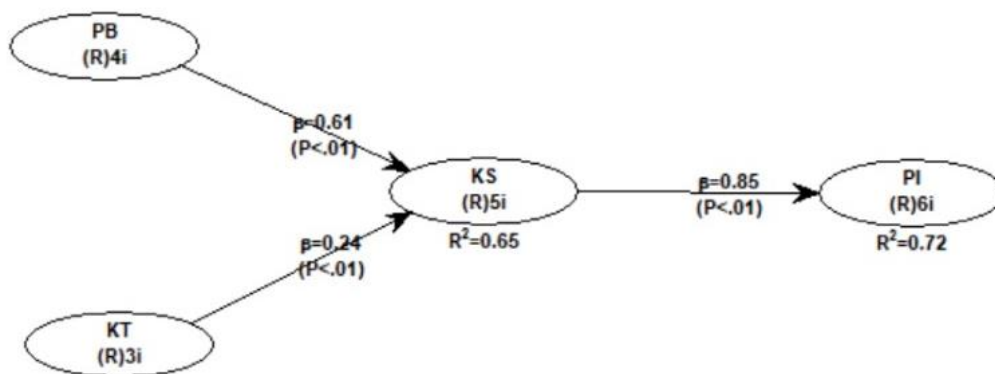 PB
(R)4i
β=0.61
(P<.01)
KS
(R)5i
R²=0.65
β=0.85
(P<.01)
PI
(R)6i
R²=0.72
β=0.24
(P<.01)
KT
(R)3i